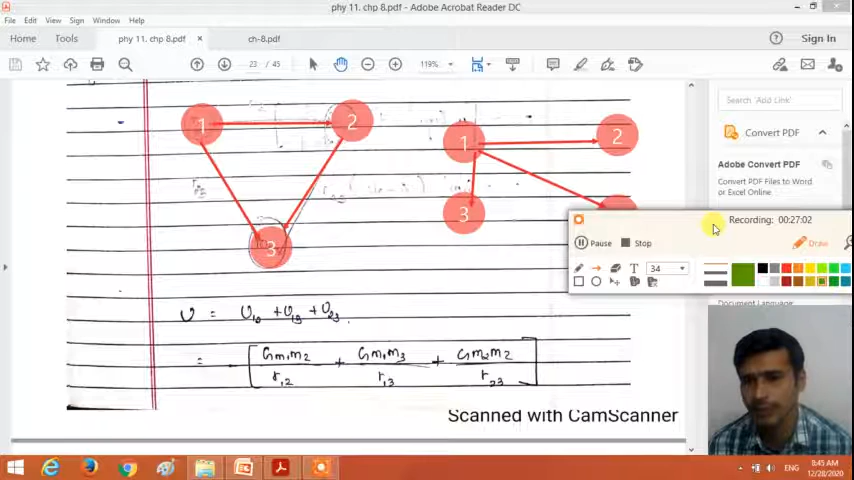 phy 11. chp 8.pdf - Adobe Acrobat Reader DC
File Edit View Sign Window Help
Home Tools phy 11. chp 8.pdf × ch-8.pdf Sign In
23 / 45 119%
Search 'Add Link'
Convert PDF
Adobe Convert PDF
Convert PDF Files to Word or Excel Online
Document Language:
1 2 3
1 2 3
Recording: 00:27:02
Pause Stop Draw
T 34
U = U₁₂ + U₁₃ + U₂₃
= [Gm₁m₂/r₁₂ + Gm₁m₃/r₁₃ + Gm₂m₂/r₂₃]
Scanned with CamScanner
ENG 8:45 AM
12/28/2020